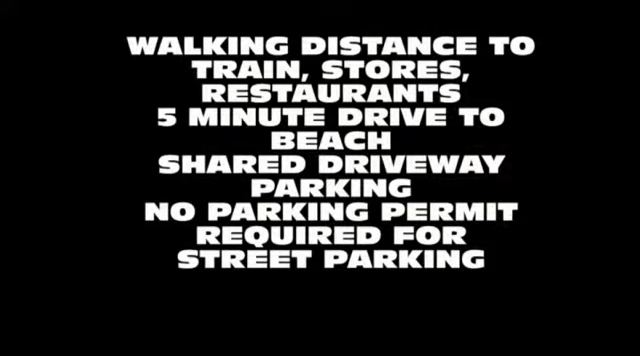 WALKING DISTANCE TO
TRAIN, STORES,
RESTAURANTS
5 MINUTE DRIVE TO
BEACH
SHARED DRIVEWAY
PARKING
NO PARKING PERMIT
REQUIRED FOR
STREET PARKING